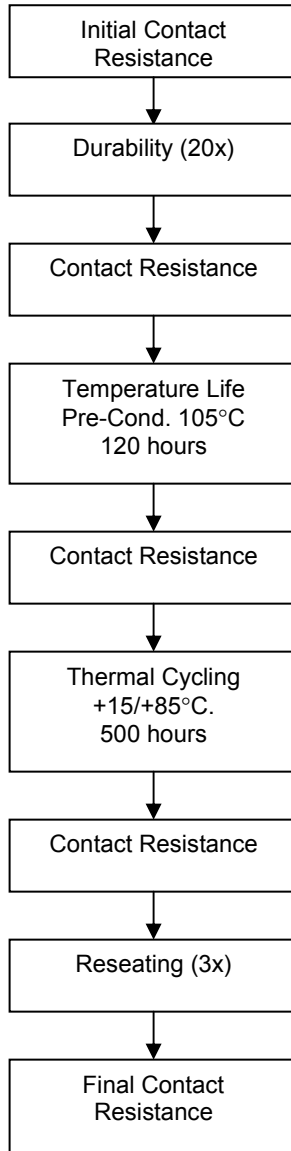 Initial Contact
Resistance
Durability (20x)
Contact Resistance
Temperature Life
Pre-Cond. 105°C
120 hours
Contact Resistance
Thermal Cycling
+15/+85°C.
500 hours
Contact Resistance
Reseating (3x)
Final Contact
Resistance